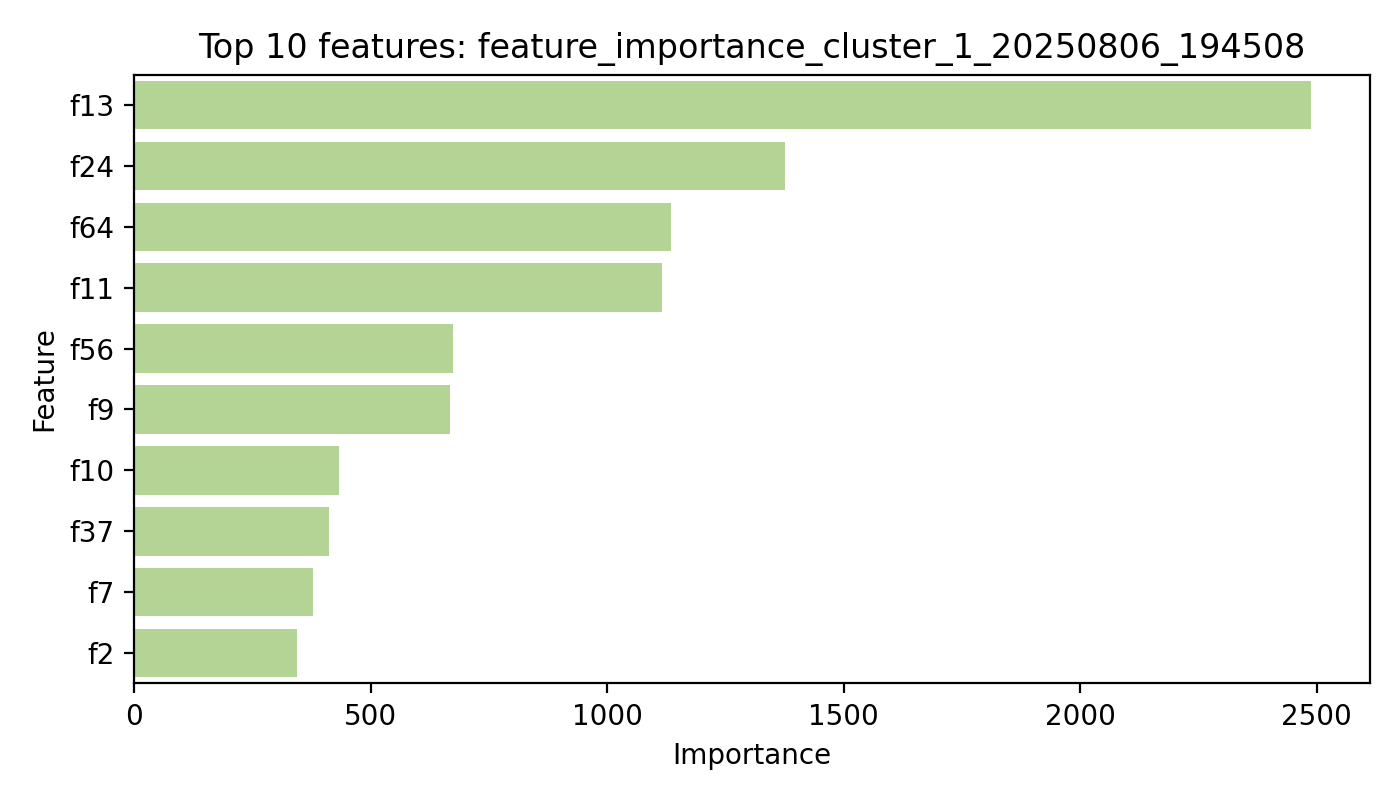 Top 10 features: feature_importance_cluster_1_20250806_194508
f13
f24
f64
f11
f56
f9
f10
f37
f7
f2
Feature
0 500 1000 1500 2000 2500
Importance